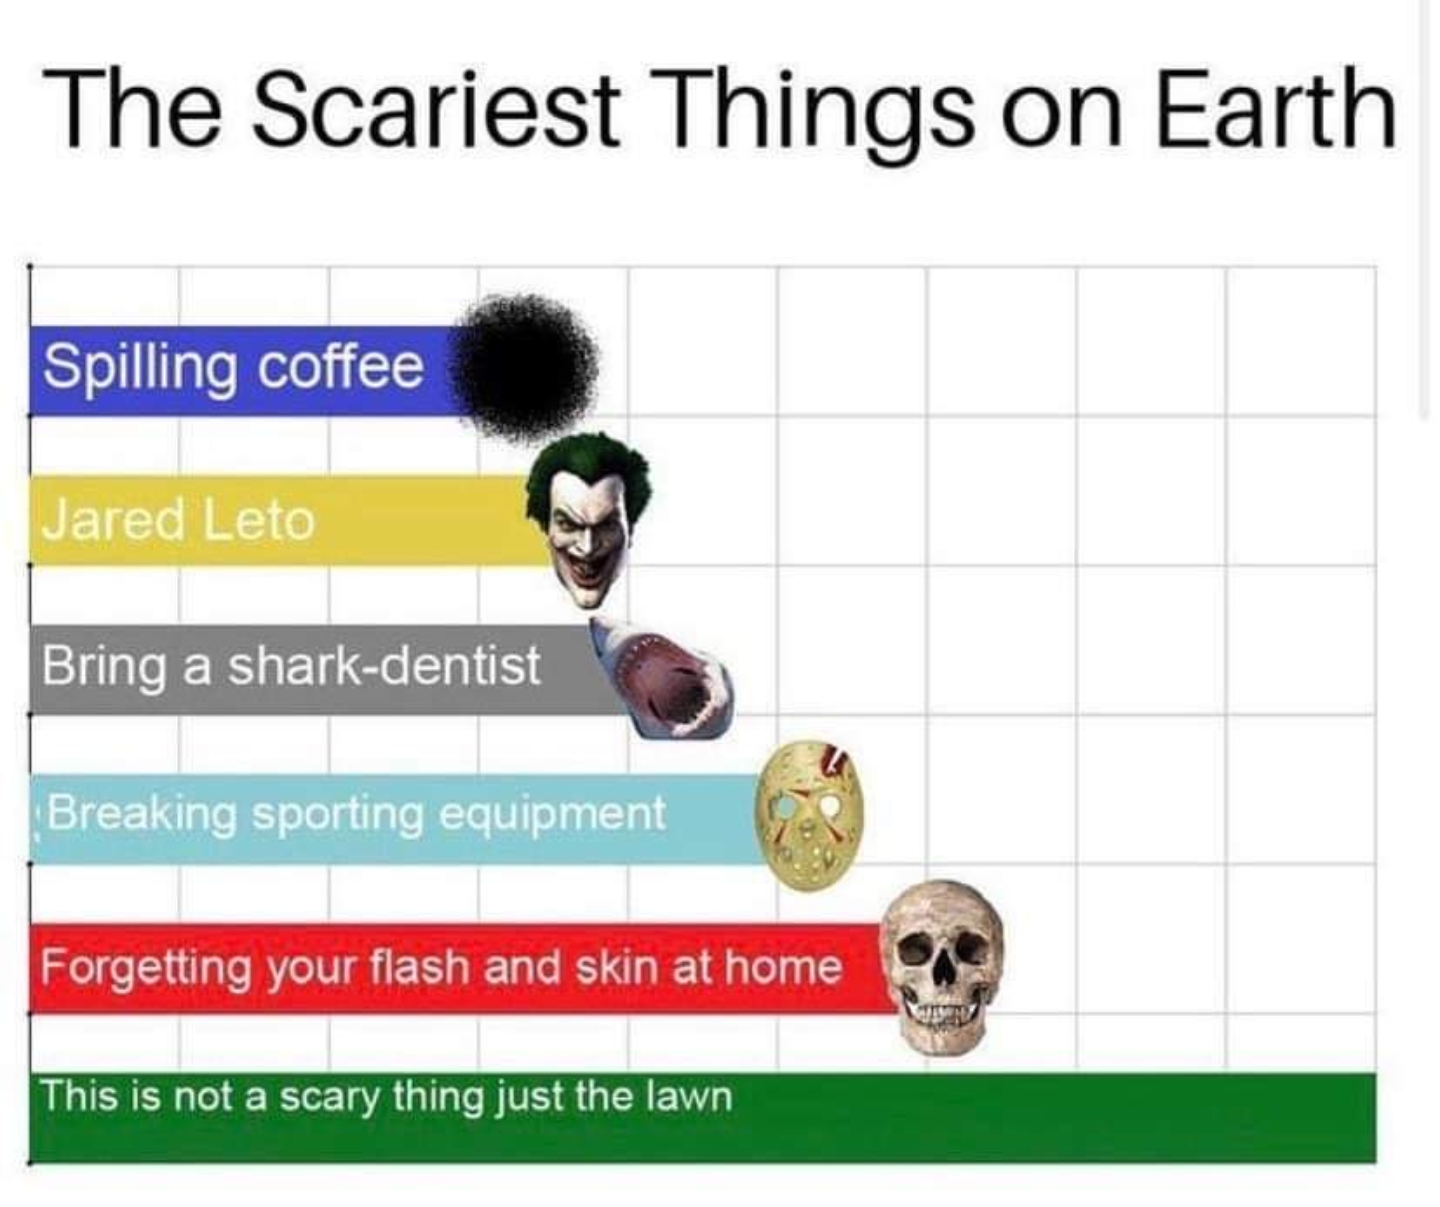 The Scariest Things on Earth
Spilling coffee
Jared Leto
Bring a shark-dentist
Breaking sporting equipment
Forgetting your flash and skin at home
This is not a scary thing just the lawn